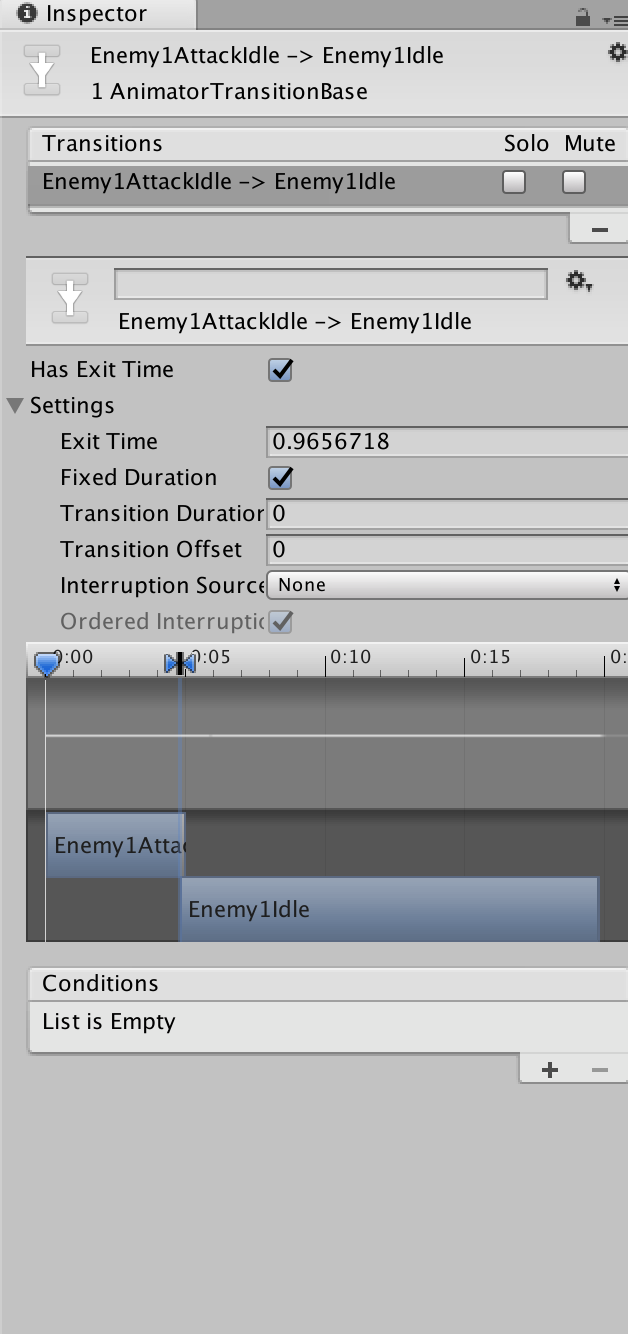 Inspector
Enemy1AttackIdle -> Enemy1Idle
1 AnimatorTransitionBase
Transitions Solo Mute
Enemy1AttackIdle -> Enemy1Idle
Enemy1AttackIdle -> Enemy1Idle
Has Exit Time
Settings
Exit Time 0.9656718
Fixed Duration
Transition Duration 0
Transition Offset 0
Interruption Source None
Ordered Interruptic
0:00 0:05 0:10 0:15 0:
Enemy1Attac
Enemy1Idle
Conditions
List is Empty